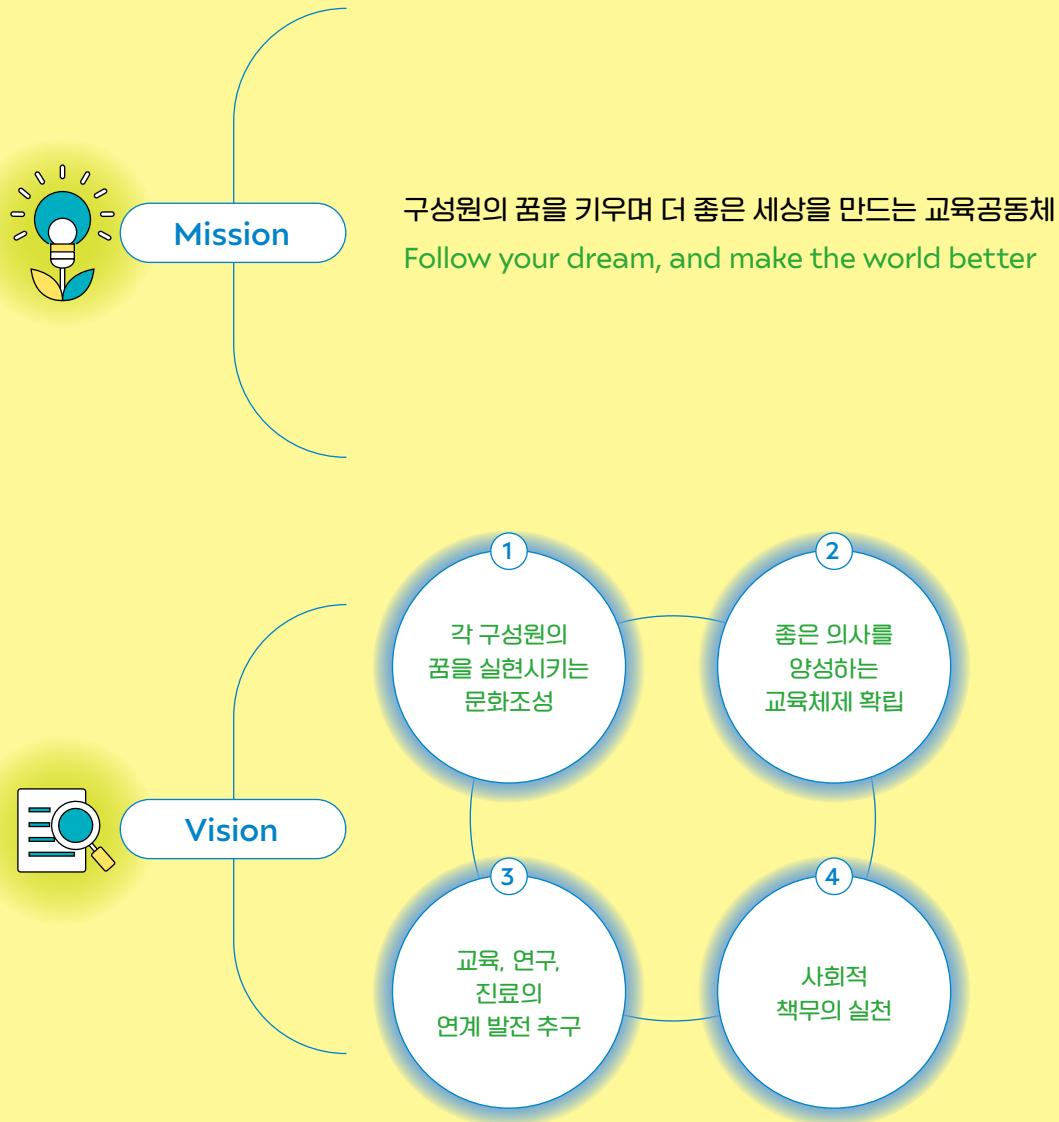 Mission
구성원의 꿈을 키우며 더 좋은 세상을 만드는 교육공동체
Follow your dream, and make the world better
Vision
1
각 구성원의
꿈을 실현시키는
문화조성
2
좋은 의사를
양성하는
교육체제 확립
3
교육, 연구,
진료의
연계 발전 추구
4
사회적
책무의 실천